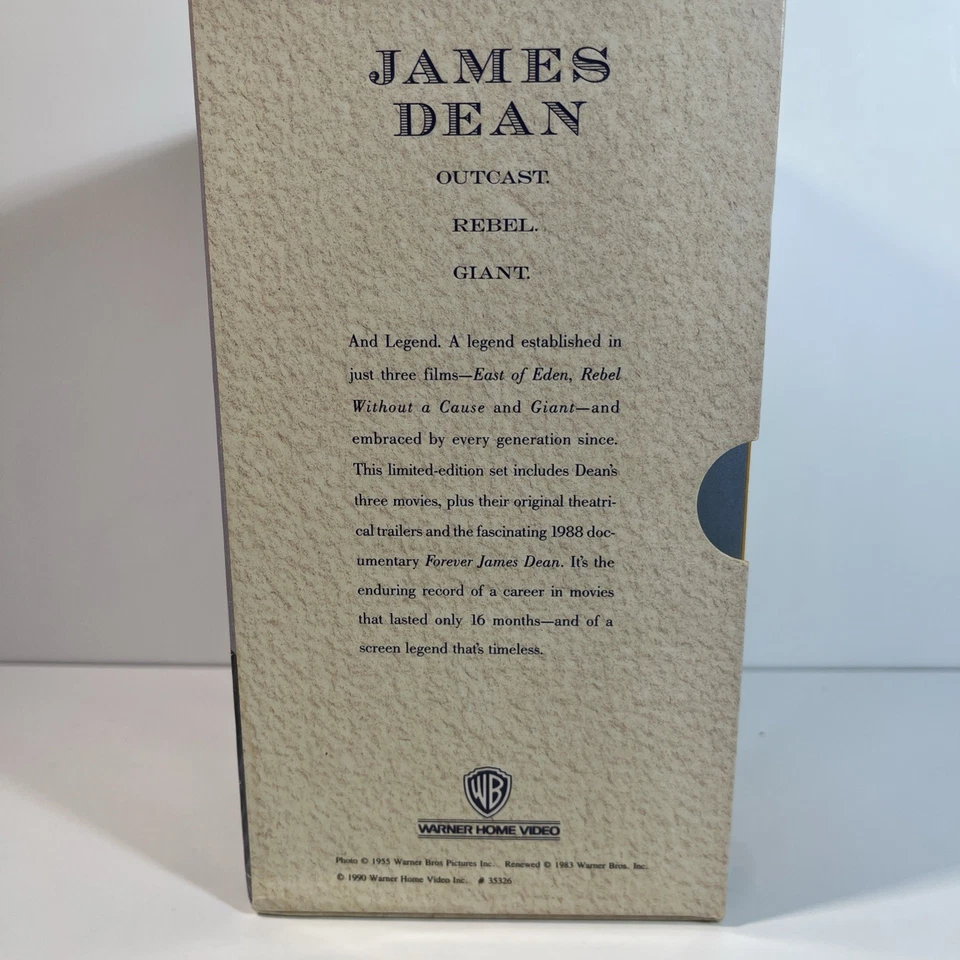 JAMES
DEAN
OUTCAST.
REBEL.
GIANT.
And Legend. A legend established in
just three films—East of Eden, Rebel
Without a Cause and Giant—and
embraced by every generation since.
This limited-edition set includes Dean's
three movies, plus their original theatri-
cal trailers and the fascinating 1988 doc-
umentary Forever James Dean. It's the
enduring record of a career in movies
that lasted only 16 months—and of a
screen legend that's timeless.
WB
WARNER HOME VIDEO
Photo © 1955 Warner Bros Pictures Inc. Renewed © 1983 Warner Bros. Inc.
© 1990 Warner Home Video Inc. # 35326